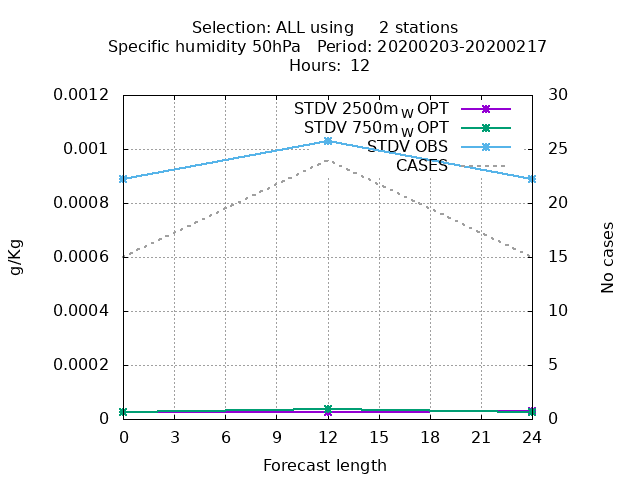 Selection: ALL using     2 stations
Specific humidity 50hPa   Period: 20200203-20200217
Hours: 12
0.0012
0.001
0.0008
0.0006
0.0004
0.0002
0
g/Kg
STDV 2500m_W OPT
STDV 750m_W OPT
STDV OBS
CASES
30
25
20
15
10
5
0
No cases
0 3 6 9 12 15 18 21 24
Forecast length